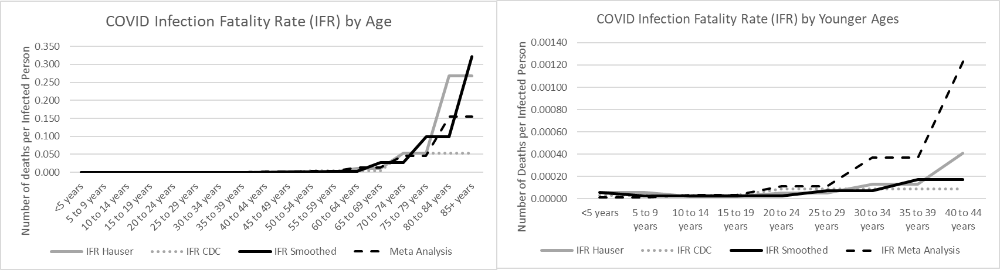 COVID Infection Fatality Rate (IFR) by Age
Number of deaths per Infected Person
0.350
0.300
0.250
0.200
0.150
0.100
0.050
0.000
<5 years
5 to 9 years
10 to 14 years
15 to 19 years
20 to 24 years
25 to 29 years
30 to 34 years
35 to 39 years
40 to 44 years
45 to 49 years
50 to 54 years
55 to 59 years
60 to 64 years
65 to 69 years
70 to 74 years
75 to 79 years
80 to 84 years
85+ years
IFR Hauser IFR CDC IFR Smoothed Meta Analysis
COVID Infection Fatality Rate (IFR) by Younger Ages
Number of Deaths per Infected Person
0.00140
0.00120
0.00100
0.00080
0.00060
0.00040
0.00020
0.00000
<5 years 5 to 9 10 to 14 15 to 19 20 to 24 25 to 29 30 to 34 35 to 39 40 to 44
years years years years years years years years
IFR Hauser IFR CDC IFR Smoothed IFR Meta Analysis